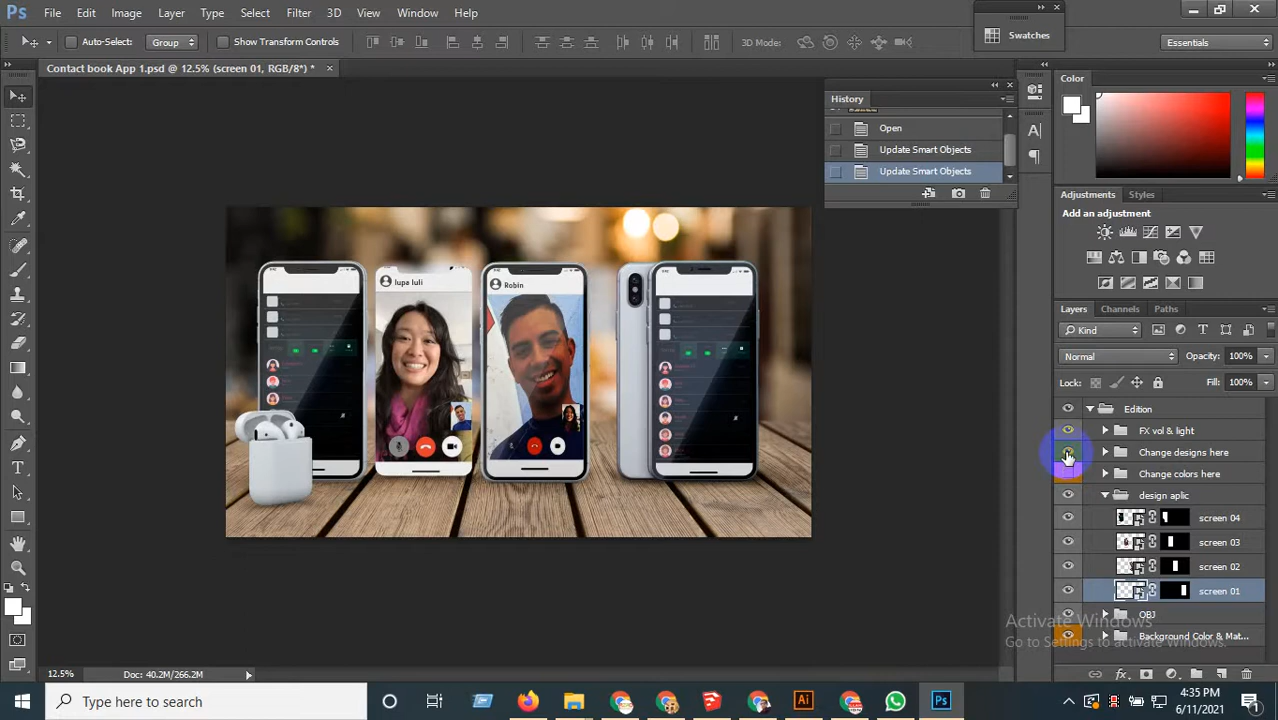 Ps File Edit Image Layer Type Select Filter 3D View Window Help
Swatches
Auto-Select: Group Show Transform Controls 3D Mode: Essentials
Contact book App 1.psd @ 12.5% (screen 01, RGB/8*) * ×
History
Open
Update Smart Objects
Update Smart Objects
Color
Adjustments Styles
Add an adjustment
Layers Channels Paths
Kind
Normal Opacity: 100%
Lock: Fill: 100%
Edition
FX vol & light
Change designs here
Change colors here
design aplic
screen 04
screen 03
screen 02
screen 01
OBJ
Background Color & Mat...
lupa luli
Robin
Activate Windows
Go to Settings to activate Windows.
12.5% Doc: 40.2M/266.2M
Type here to search
Ai
Ps
4:35 PM
6/11/2021